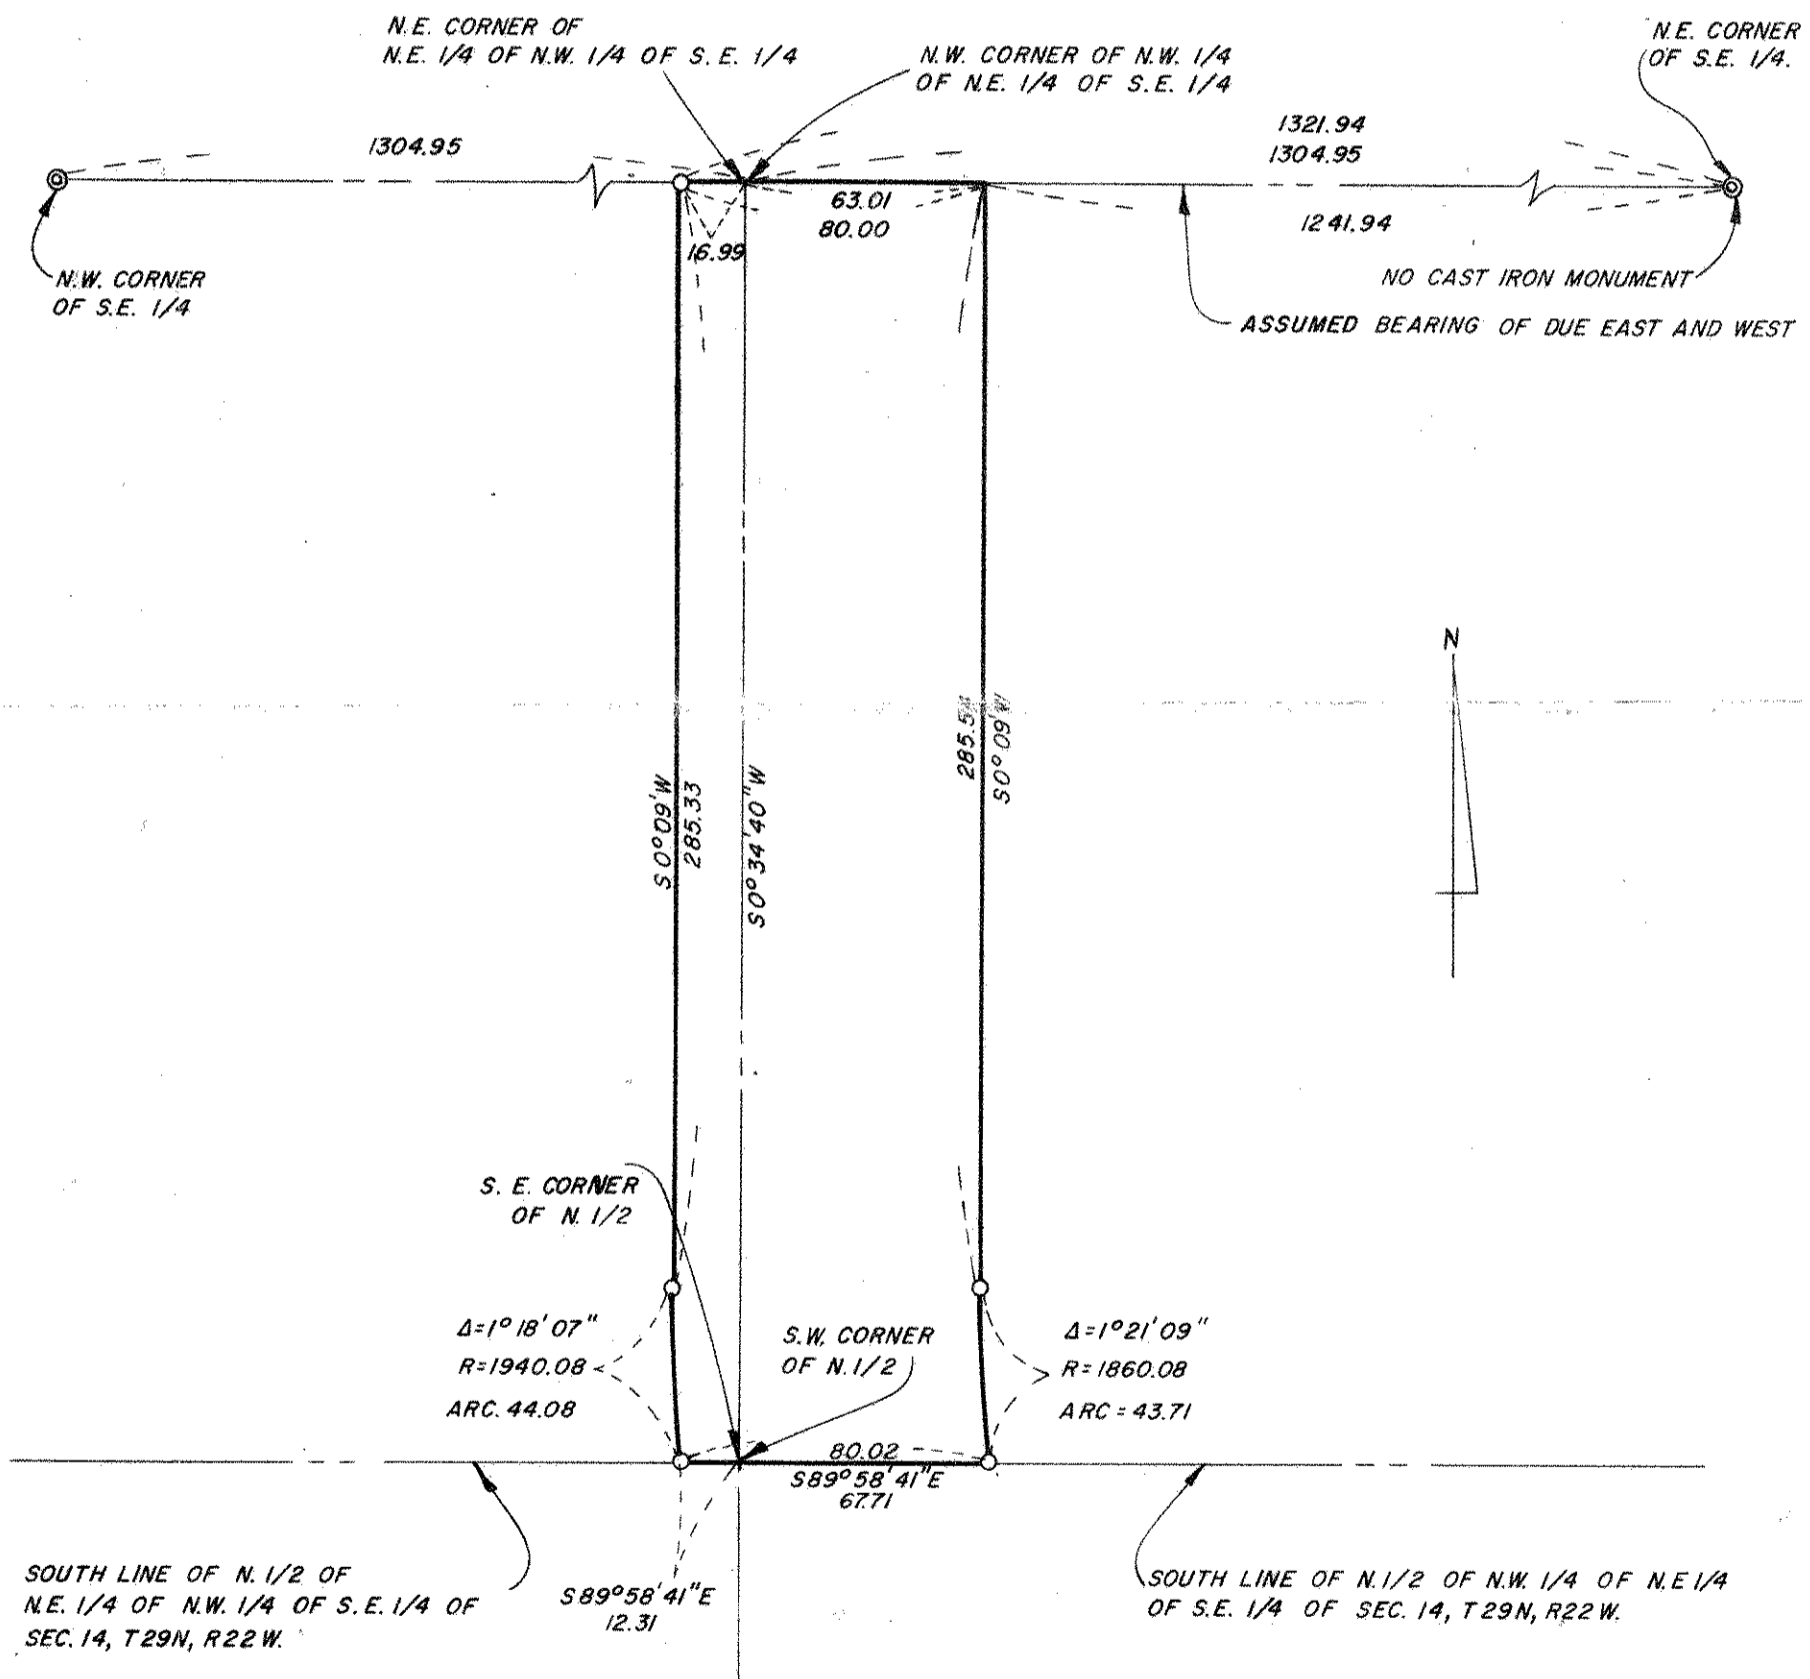 N.E. CORNER OF
N.E. 1/4 OF N.W. 1/4 OF S.E. 1/4
N.W. CORNER OF N.W. 1/4
OF N.E. 1/4 OF S.E. 1/4
N.E. CORNER
OF S.E. 1/4.
1304.95
1321.94
1304.95
63.01
80.00
16.99
1241.94
N.W. CORNER
OF S.E. 1/4
NO CAST IRON MONUMENT
ASSUMED BEARING OF DUE EAST AND WEST
N
S0°09'W
285.33
S0°34'40"W
S0°09'W
S. E. CORNER
OF N. 1/2
Δ=1°18'07"
R=1940.08
ARC. 44.08
S.W. CORNER
OF N. 1/2
Δ=1°21'09"
R=1860.08
ARC = 43.71
80.02
S89°58'41"E
67.71
SOUTH LINE OF N. 1/2 OF
N.E. 1/4 OF N.W. 1/4 OF S.E. 1/4 OF
SEC. 14, T29N, R22W.
S89°58'41"E
12.31
SOUTH LINE OF N.1/2 OF N.W. 1/4 OF N.E 1/4
OF S.E. 1/4 OF SEC. 14, T29N, R22W.